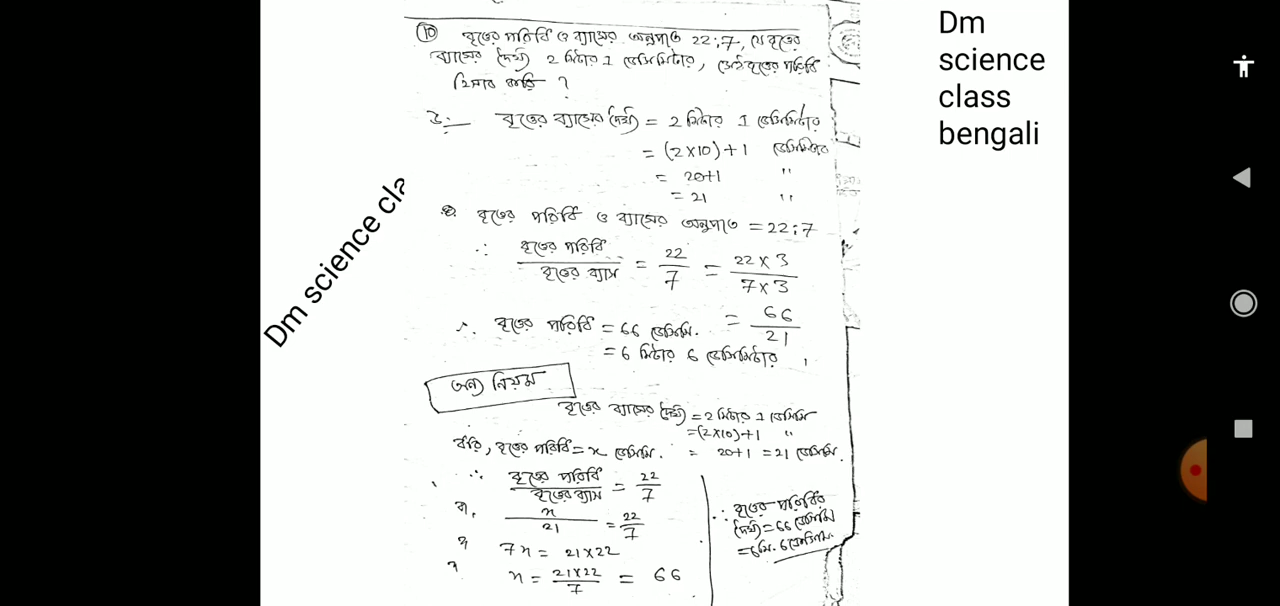 ১০ বৃত্তের পরিধি ও ব্যাসের অনুপাত 22:7, যে বৃত্তের
ব্যাসের দৈর্ঘ্য 2 মিটার 1 ডেসিমিটার, সেই বৃত্তের পরিধি
হিসাব করি ?
উঃ— বৃত্তের ব্যাসের দৈর্ঘ্য = 2 মিটার 1 ডেসিমিটার
= (2×10)+1 ডেসিমিটার
= 20+1 "
= 21 "
বৃত্তের পরিধি ও ব্যাসের অনুপাত = 22:7
∴ বৃত্তের পরিধি / বৃত্তের ব্যাস = 22/7 = 22×3/7×3
= 66/21
∴ বৃত্তের পরিধি = 66 ডেসিমি.
= 6 মিটার 6 ডেসিমিটার ,
অন্য নিয়ম
বৃত্তের ব্যাসের দৈর্ঘ্য = 2 মিটার 1 ডেসিমি
=(2×10)+1 "
= 20+1 = 21 ডেসিমি.
ধরি, বৃত্তের পরিধি = x ডেসিমি.
∴ বৃত্তের পরিধি / বৃত্তের ব্যাস = 22/7
বা, x/21 = 22/7
বা 7x = 21×22
বা x = 21×22/7 = 66
∴ বৃত্তের পরিধির
দৈর্ঘ্য = 66 ডেসিমি
= 6 মি. 6 ডেসিমি.
Dm science cla
Dm
science
class
bengali